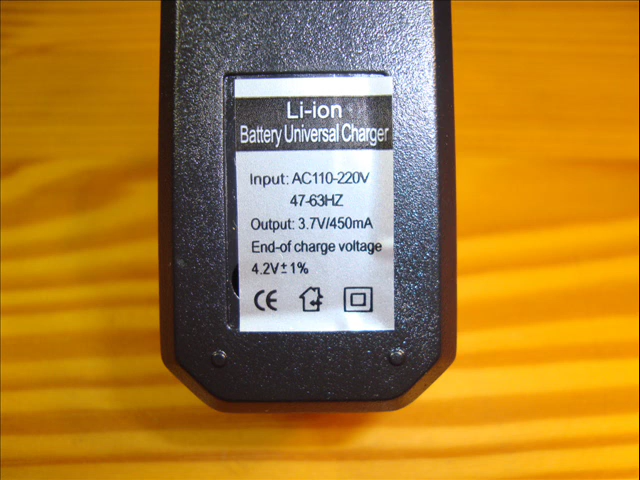 Li-ion
Battery Universal Charger
Input: AC110-220V
47-63HZ
Output: 3.7V/450mA
End-of charge voltage
4.2V±1%
CE